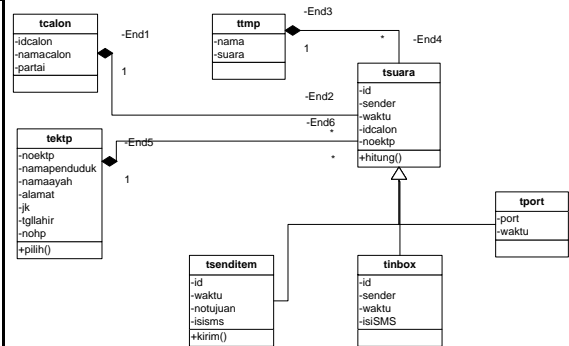 tcalon
-idcalon
-namacalon
-partai
-End1
1
ttmp
-nama
-suara
-End3
1
*
-End4
tsuara
-id
-sender
-waktu
-idcalon
-noektp
+hitung()
-End2
-End6
*
*
tektp
-noektp
-namapenduduk
-namaayah
-alamat
-jk
-tgllahir
-nohp
+pilih()
-End5
1
tport
-port
-waktu
tsenditem
-id
-waktu
-notujuan
-isisms
+kirim()
tinbox
-id
-sender
-waktu
-isiSMS